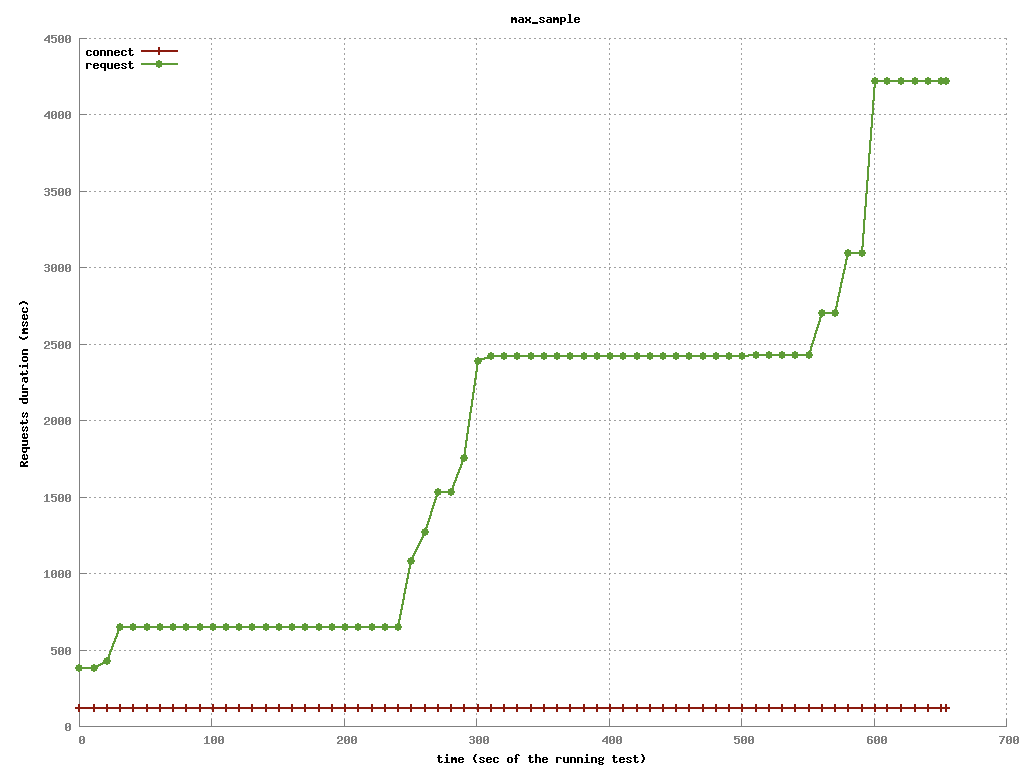 max_sample
connect
request
4500
4000
3500
3000
2500
2000
1500
1000
500
0
Requests duration (msec)
0 100 200 300 400 500 600 700
time (sec of the running test)